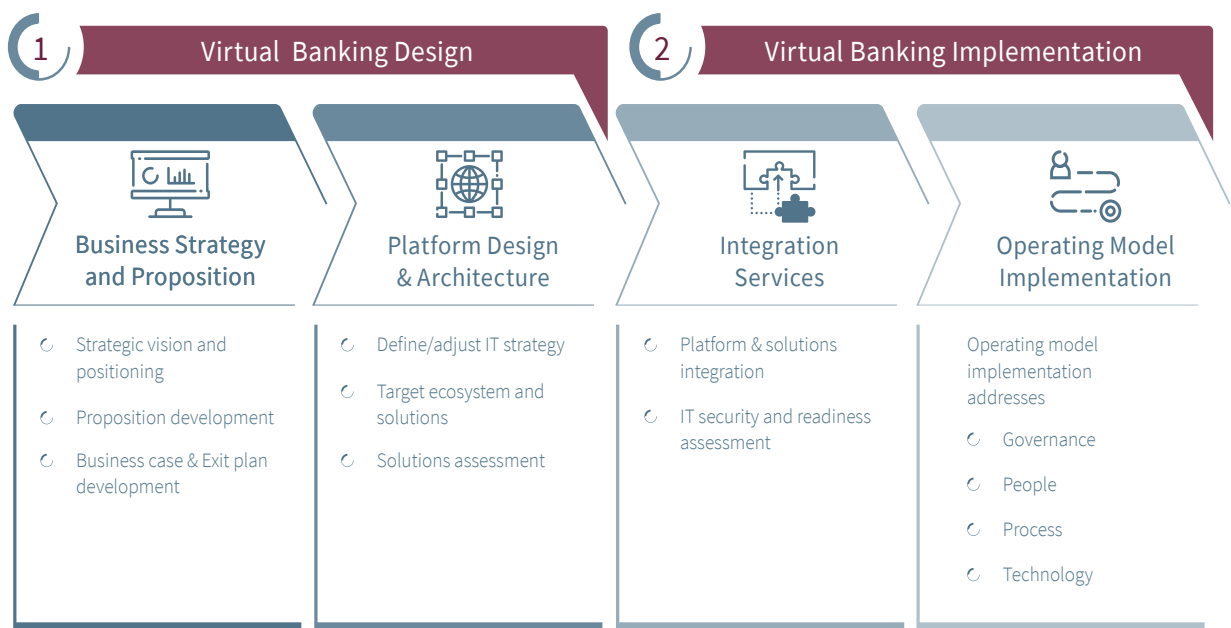 1
Virtual Banking Design
2
Virtual Banking Implementation
Business Strategy
and Proposition
Strategic vision and
positioning
Proposition development
Business case & Exit plan
development
Platform Design
& Architecture
Define/adjust IT strategy
Target ecosystem and
solutions
Solutions assessment
Integration
Services
Platform & solutions
integration
IT security and readiness
assessment
Operating Model
Implementation
Operating model
implementation
addresses
Governance
People
Process
Technology